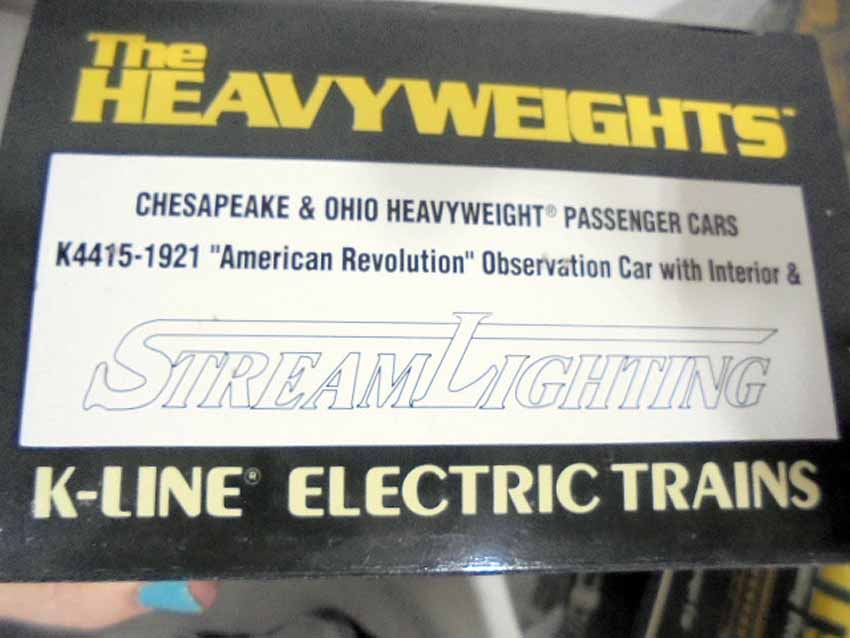 The
HEAVYWEIGHTS™
CHESAPEAKE & OHIO HEAVYWEIGHT® PASSENGER CARS
K4415-1921 "American Revolution" Observation Car with Interior &
STREAMLIGHTING
K-LINE® ELECTRIC TRAINS